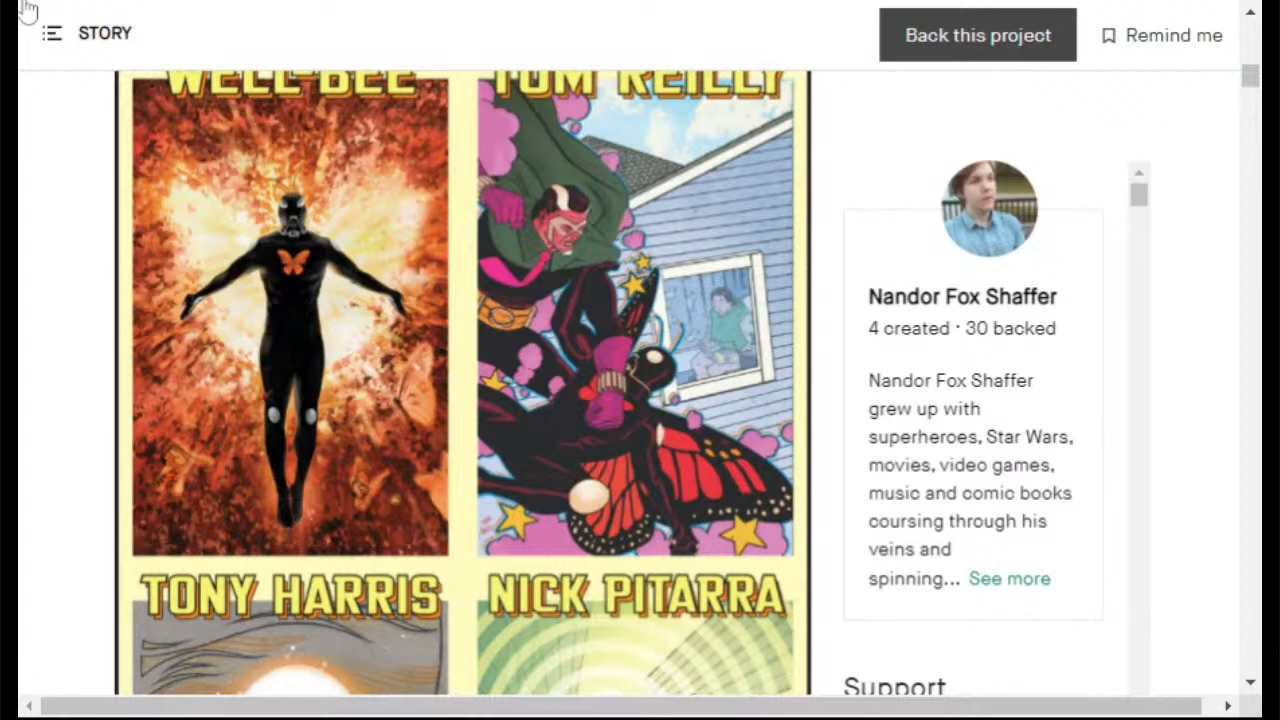 STORY
Back this project
Remind me
WELL-BEE
TOM REILLY
TONY HARRIS
NICK PITARRA
Nandor Fox Shaffer
4 created · 30 backed
Nandor Fox Shaffer
grew up with
superheroes, Star Wars,
movies, video games,
music and comic books
coursing through his
veins and
spinning... See more
Support